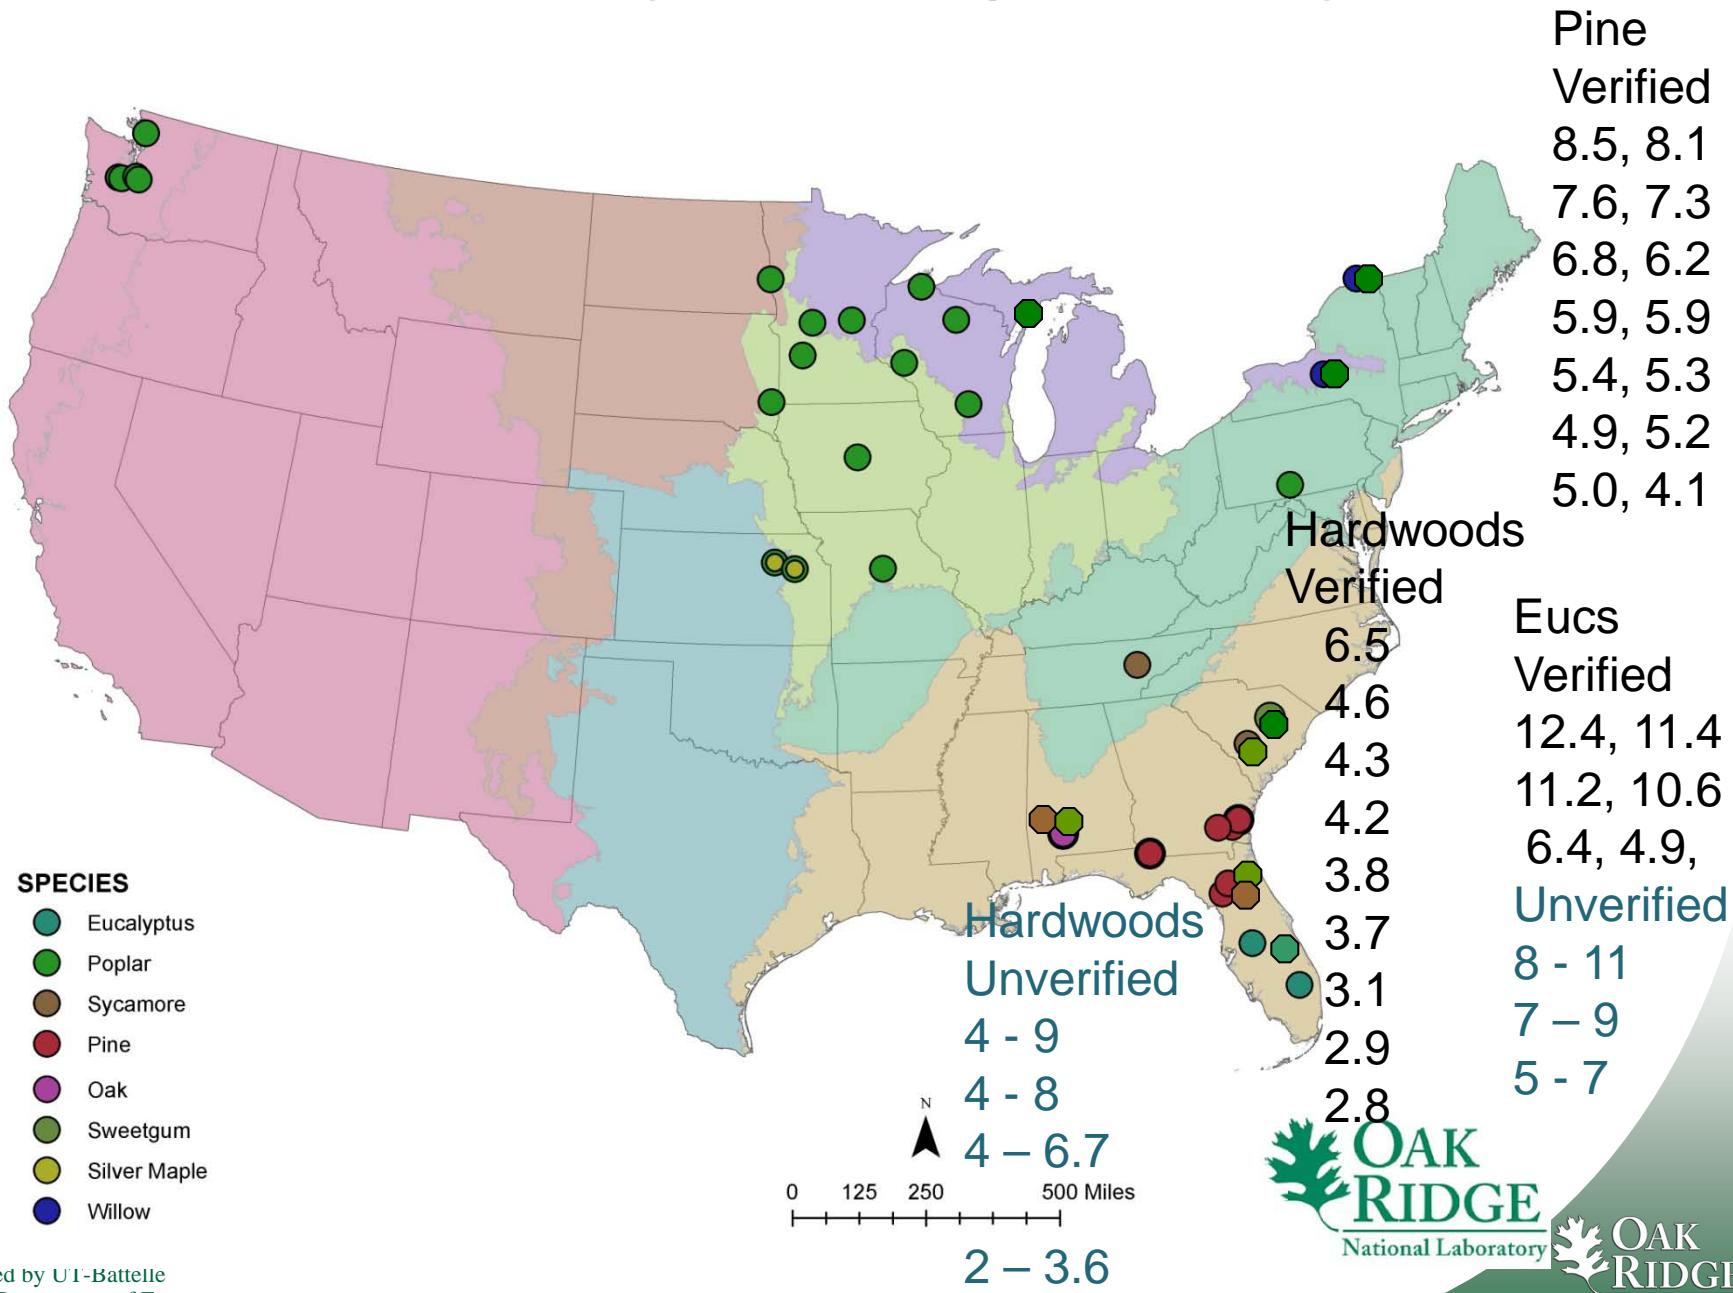 Pine
Verified
8.5, 8.1
7.6, 7.3
6.8, 6.2
5.9, 5.9
5.4, 5.3
4.9, 5.2
5.0, 4.1
Hardwoods
Verified
6.5
4.6
4.3
4.2
3.8
3.7
3.1
2.9
2.8
Eucs
Verified
12.4, 11.4
11.2, 10.6
6.4, 4.9,
Unverified
8 - 11
7 – 9
5 - 7
Hardwoods
Unverified
4 - 9
4 - 8
4 – 6.7
2 – 3.6
SPECIES
Eucalyptus
Poplar
Sycamore
Pine
Oak
Sweetgum
Silver Maple
Willow
N
0 125 250 500 Miles
OAK
RIDGE
National Laboratory
OAK
RIDGE
by UT-Battelle